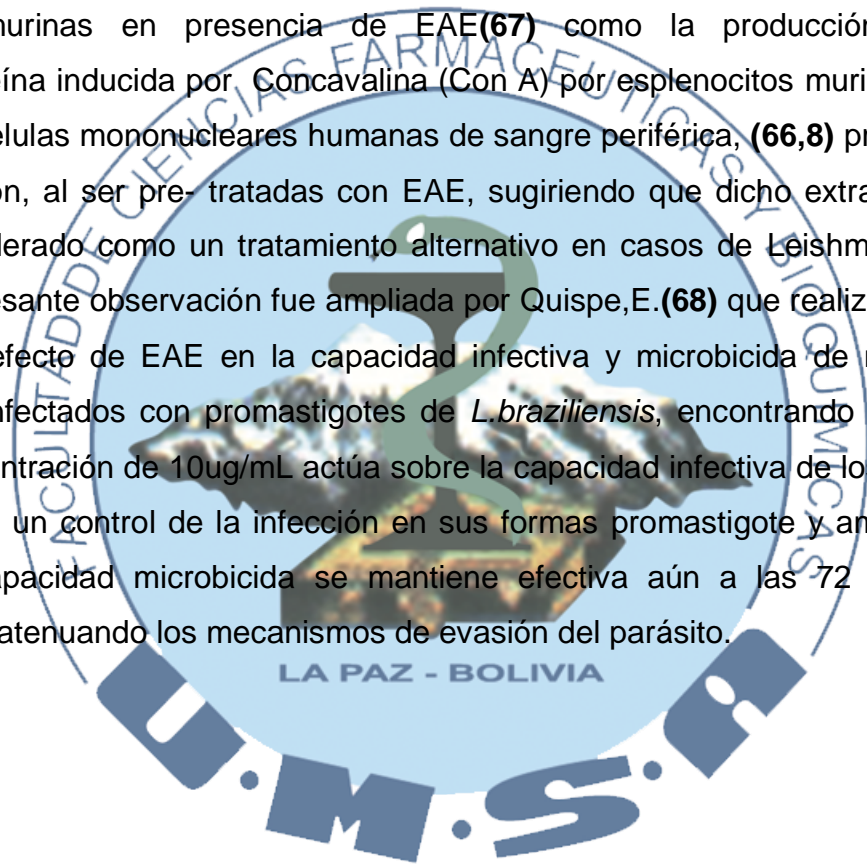 murinas en presencia de EAE(67) como la producción
eína inducida por Concavalina (Con A) por esplenocitos muri
élulas mononucleares humanas de sangre periférica, (66,8) pr
ón, al ser pre- tratadas con EAE, sugiriendo que dicho extra
derado como un tratamiento alternativo en casos de Leishm
esante observación fue ampliada por Quispe,E.(68) que realiz
efecto de EAE en la capacidad infectiva y microbicida de
nfectados con promastigotes de L.braziliensis, encontrando
entración de 10ug/mL actúa sobre la capacidad infectiva de lo
un control de la infección en sus formas promastigote y am
apacidad microbicida se mantiene efectiva aún a las 72
atenuando los mecanismos de evasión del parásito.
FACULTAD DE CIENCIAS FARMACEUTICAS Y BIOQUIMICAS
LA PAZ - BOLIVIA
U.M.S.A